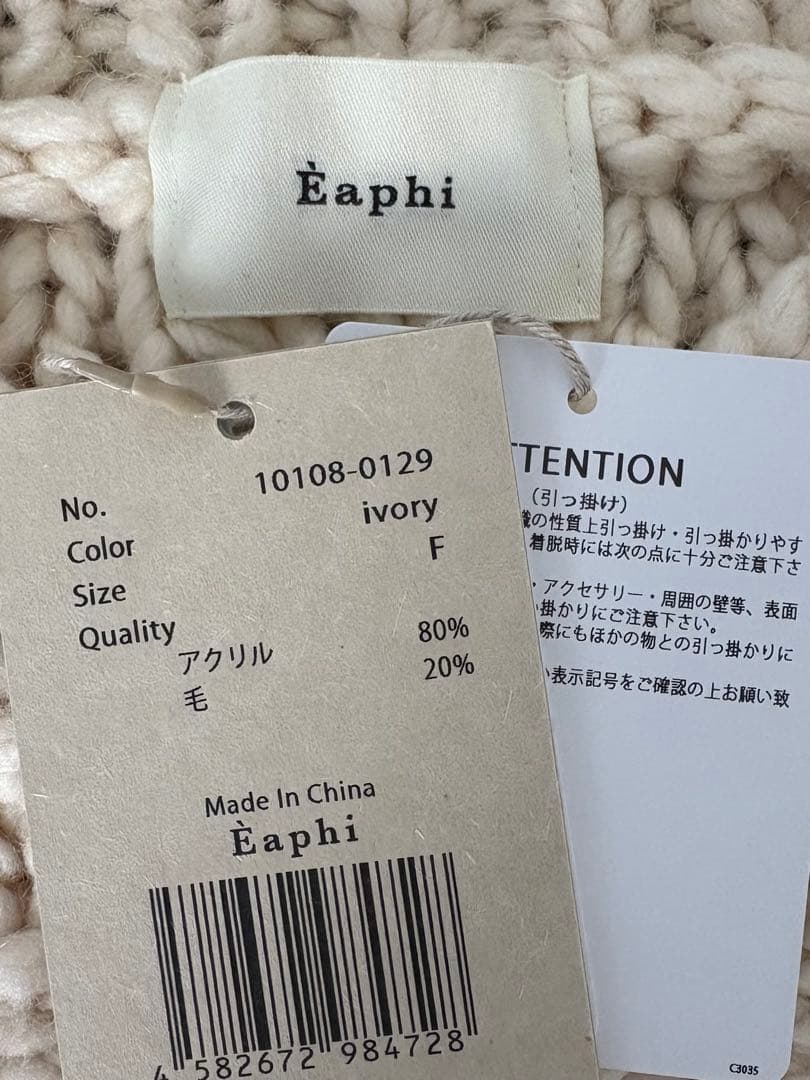 Èaphi
No. 10108-0129
Color ivory
Size F
Quality
アクリル 80%
毛 20%
Made In China
Èaphi
4 582672 984728
TTENTION
(引っ掛け)
の性質上引っ掛け・引っ掛かりやす
着脱時には次の点に十分ご注意下さ
・アクセサリー・周囲の壁等、表面
掛かりにご注意下さい。
際にもほかの物との引っ掛かりに
表示記号をご確認の上お願い致
C3035